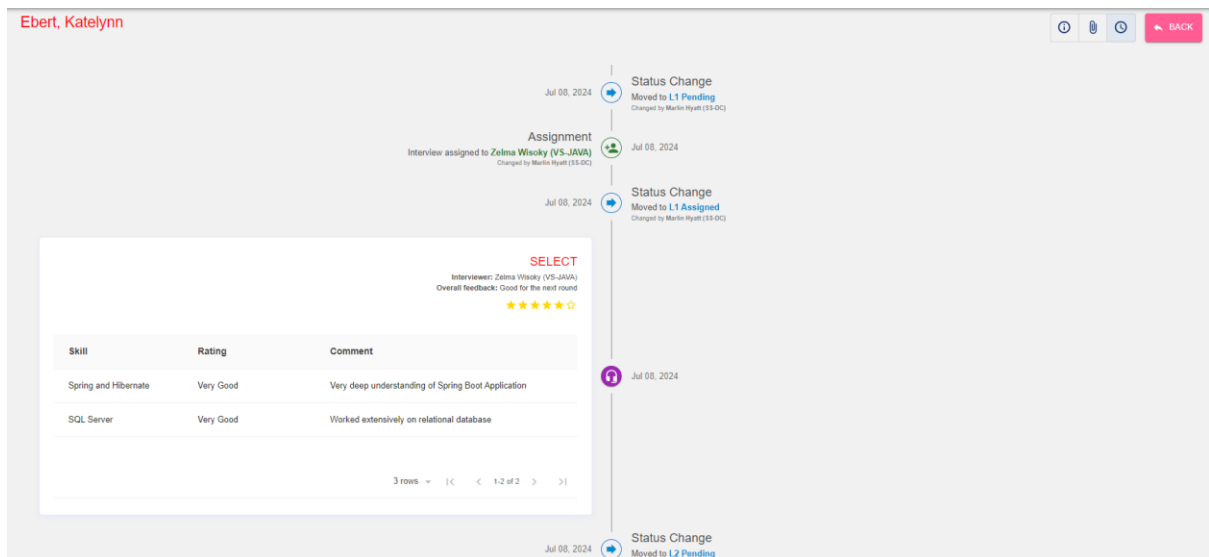 Ebert, Katelynn
BACK
Jul 08, 2024
Status Change
Moved to L1 Pending
Changed by Marlin Hyatt (SS-DC)
Assignment
Interview assigned to Zelma Wisoky (VS-JAVA)
Changed by Marlin Hyatt (SS-DC)
Jul 08, 2024
Jul 08, 2024
Status Change
Moved to L1 Assigned
Changed by Marlin Hyatt (SS-DC)
SELECT
Interviewer: Zelma Wisoky (VS-JAVA)
Overall feedback: Good for the next round
Skill Rating Comment
Spring and Hibernate Very Good Very deep understanding of Spring Boot Application
SQL Server Very Good Worked extensively on relational database
3 rows 1-2 of 2
Jul 08, 2024
Jul 08, 2024
Status Change
Moved to L2 Pending